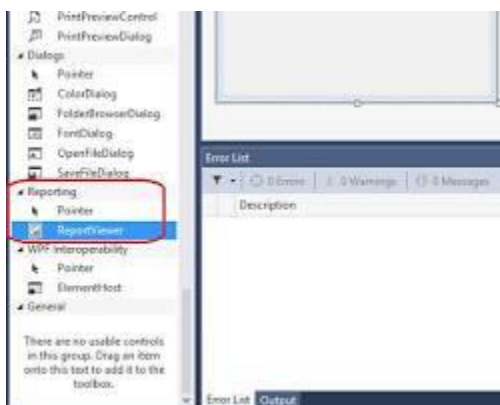 PrintPreviewControl
PrintPreviewDialog
Dialogs
Pointer
ColorDialog
FolderBrowserDialog
FontDialog
OpenFileDialog
SaveFileDialog
Reporting
Pointer
ReportViewer
WPF Interoperability
Pointer
ElementHost
General
There are no usable controls
in this group. Drag an item
onto this text to add it to the
toolbox.
Error List
0 Errors
0 Warnings
0 Messages
Description
Error List
Output